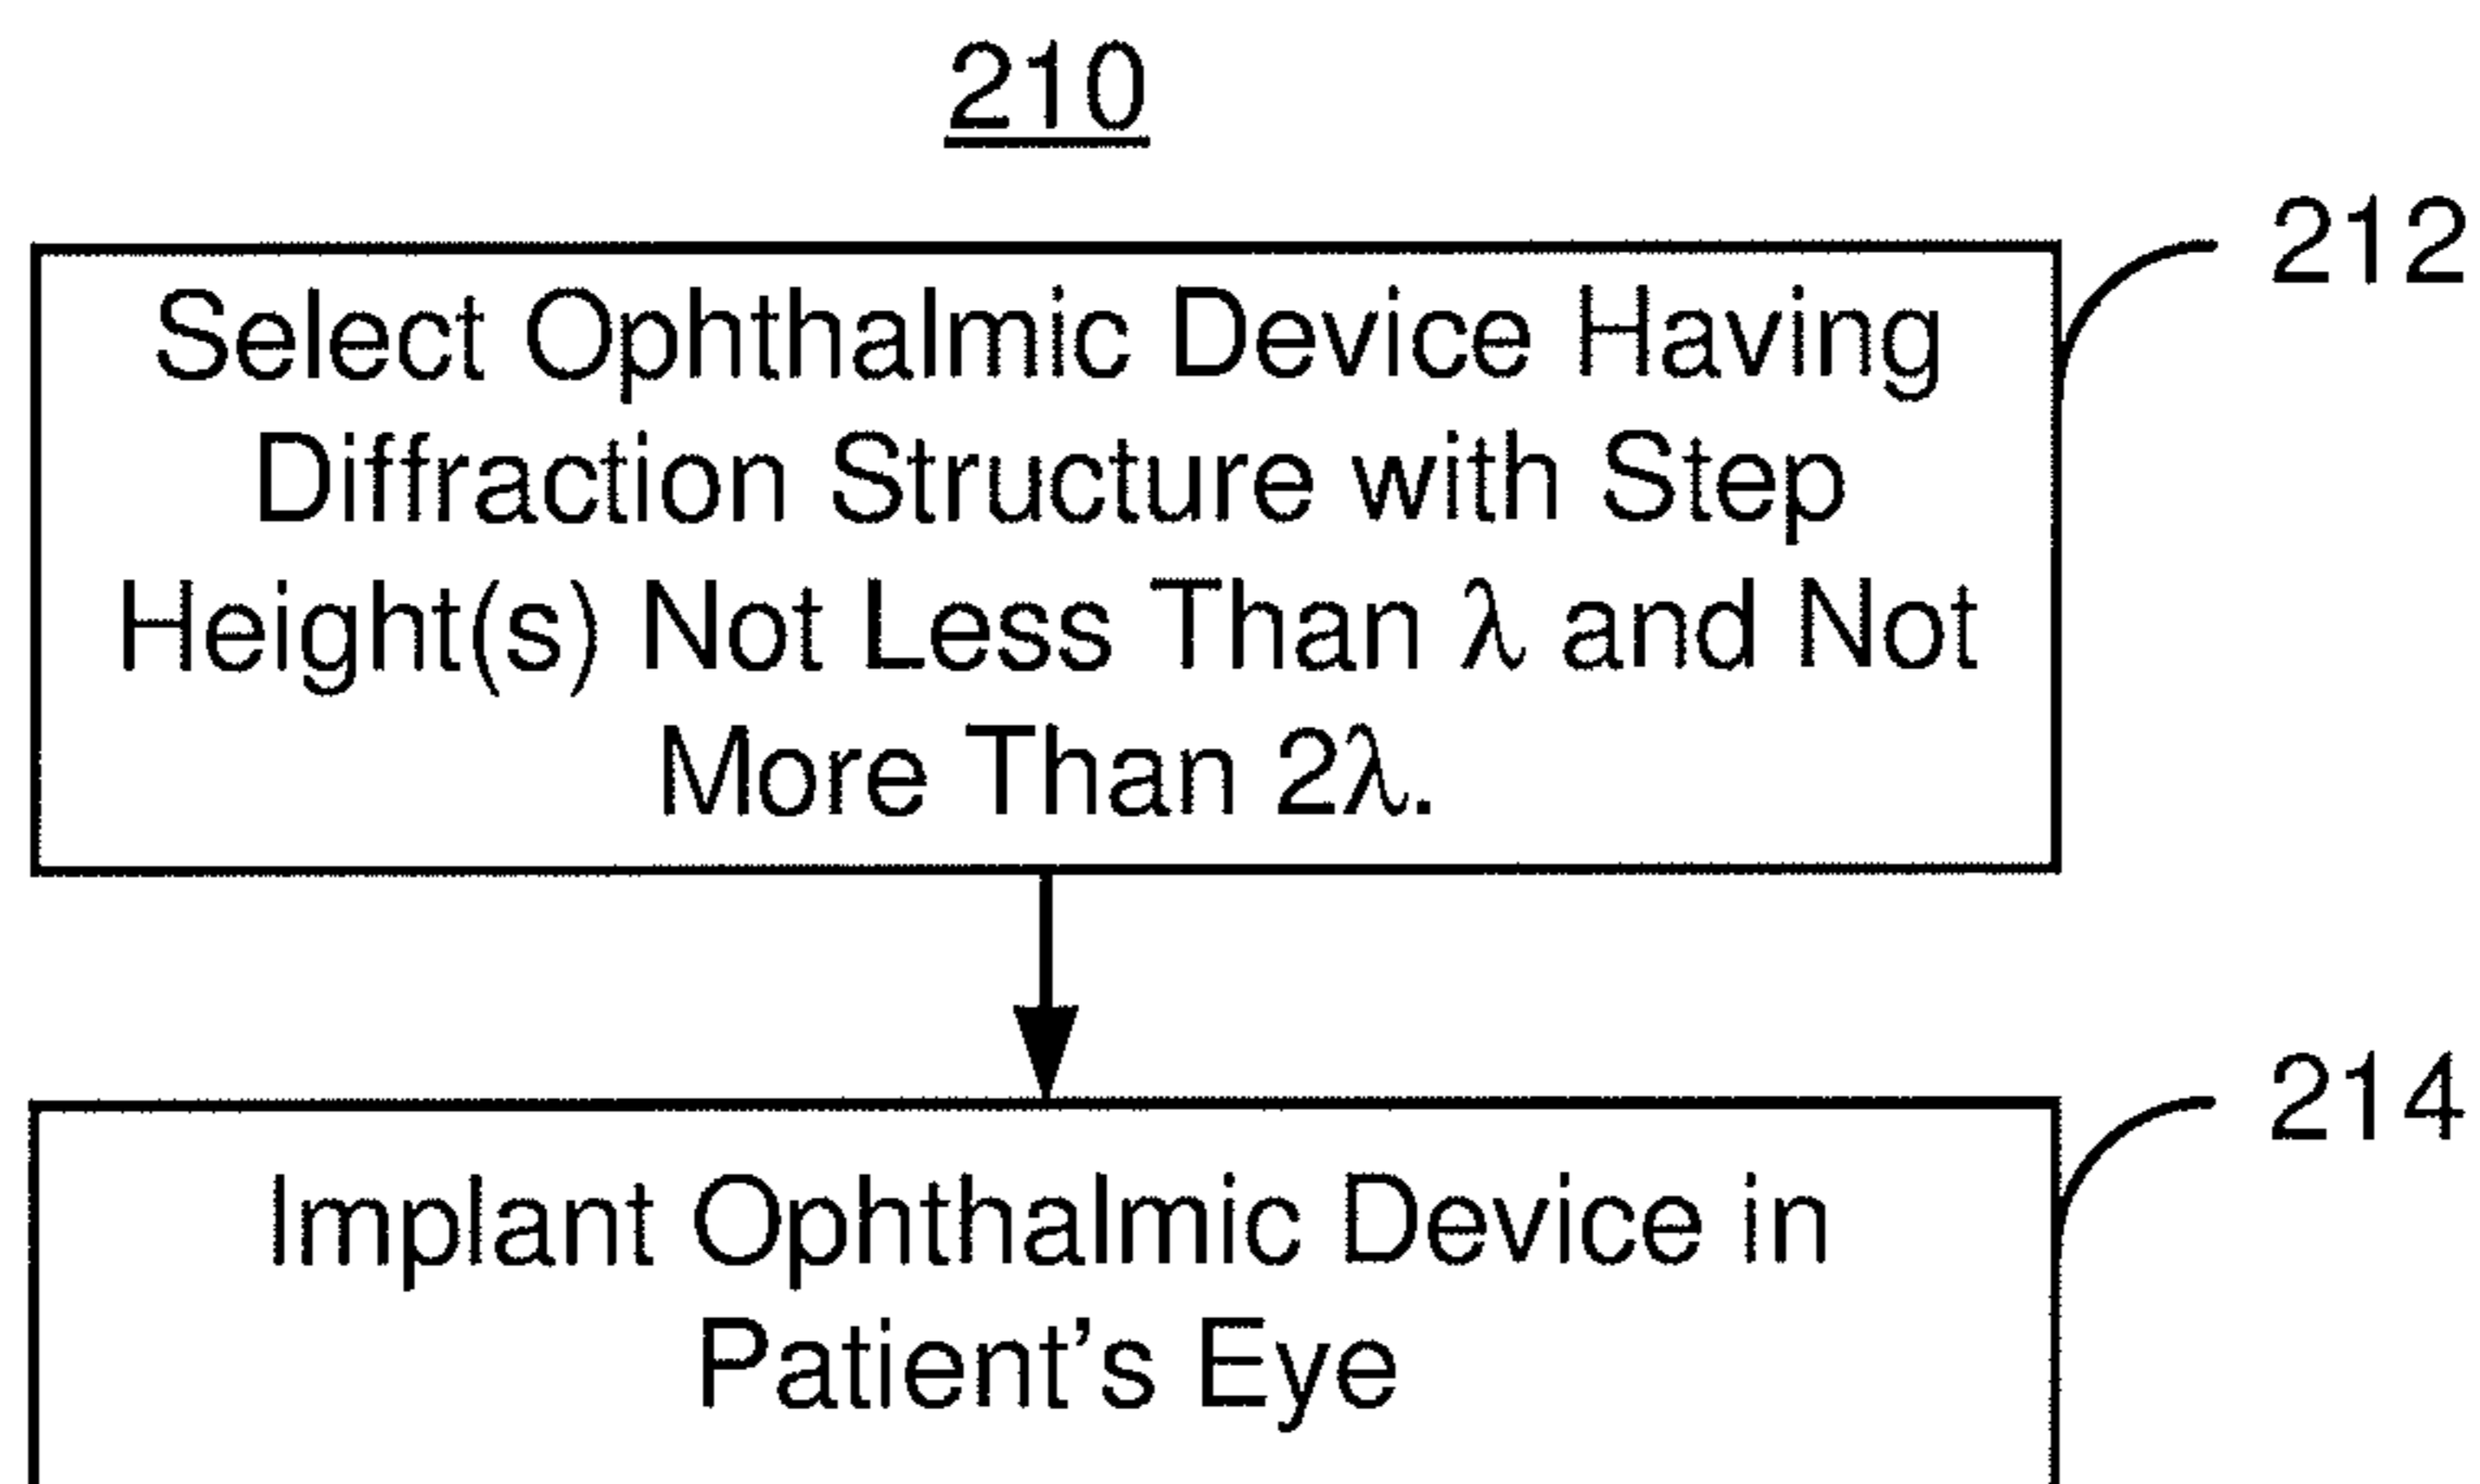 210
212
Select Ophthalmic Device Having
Diffraction Structure with Step
Height(s) Not Less Than λ and Not
More Than 2λ.
214
Implant Ophthalmic Device in
Patient's Eye